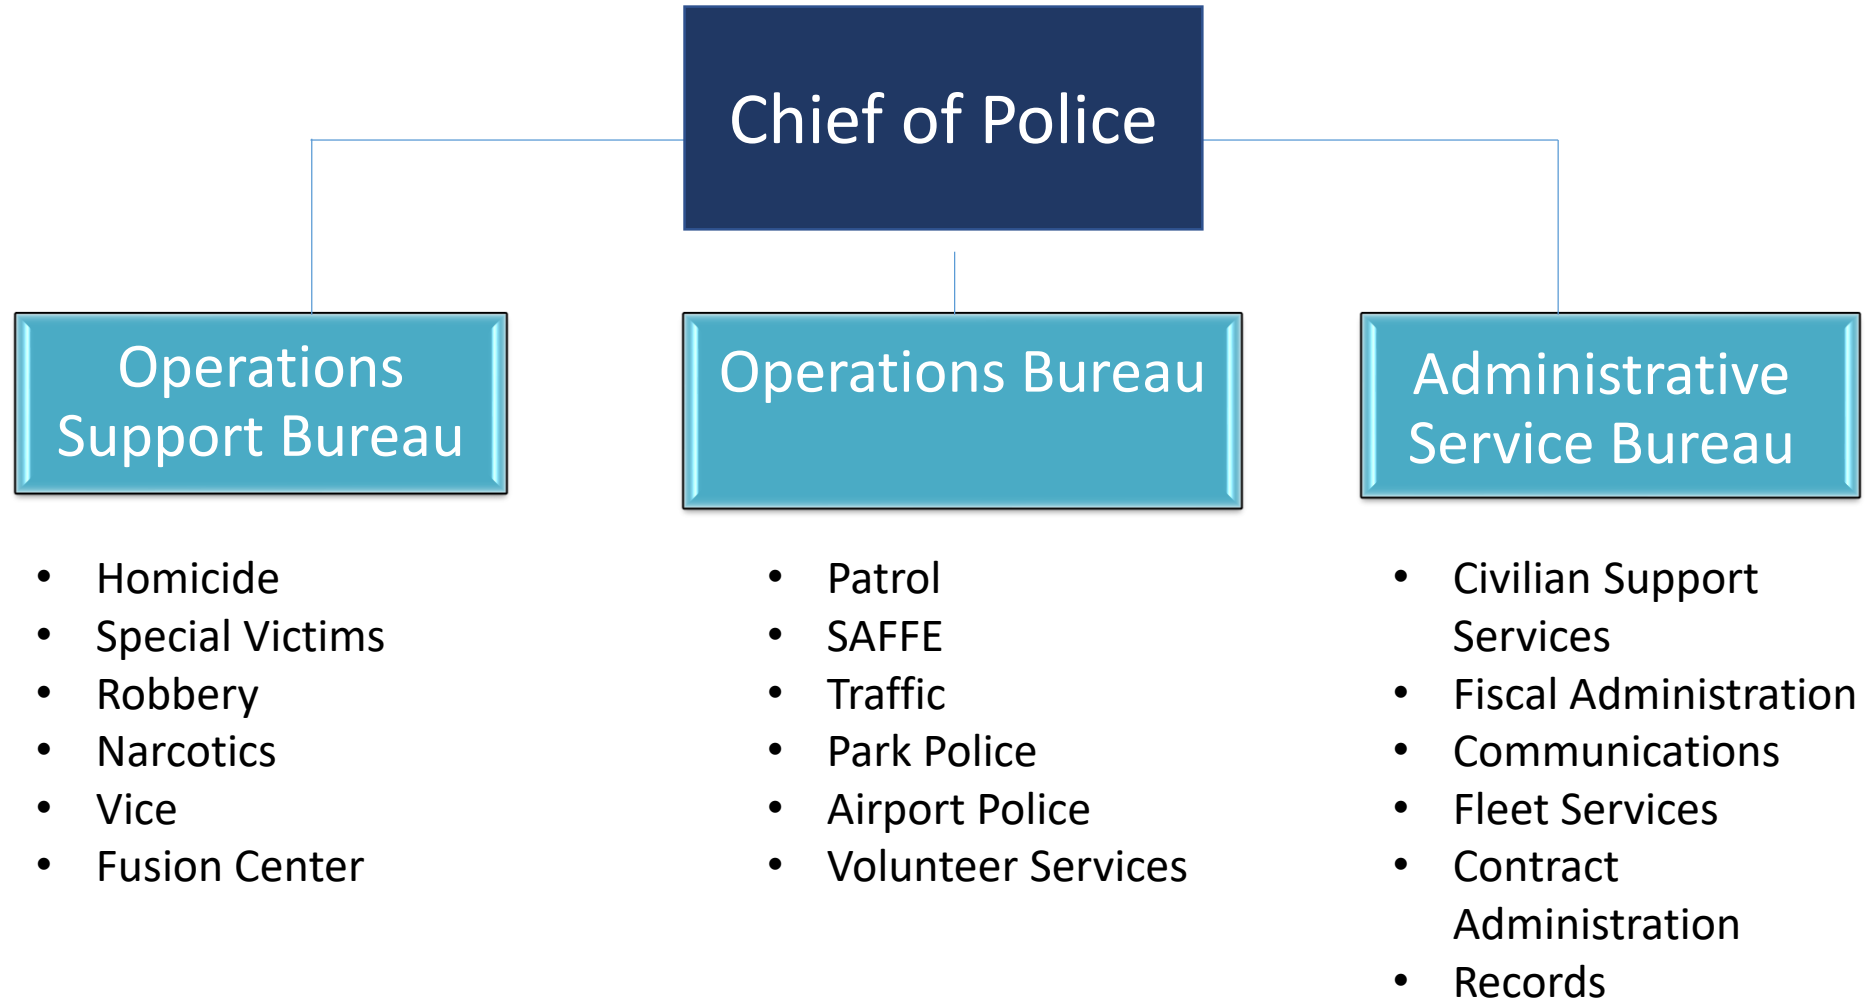 Chief of Police
Operations
Support Bureau
Operations Bureau
Administrative
Service Bureau
• Homicide
• Special Victims
• Robbery
• Narcotics
• Vice
• Fusion Center
• Patrol
• SAFFE
• Traffic
• Park Police
• Airport Police
• Volunteer Services
• Civilian Support
Services
• Fiscal Administration
• Communications
• Fleet Services
• Contract
Administration
• Records